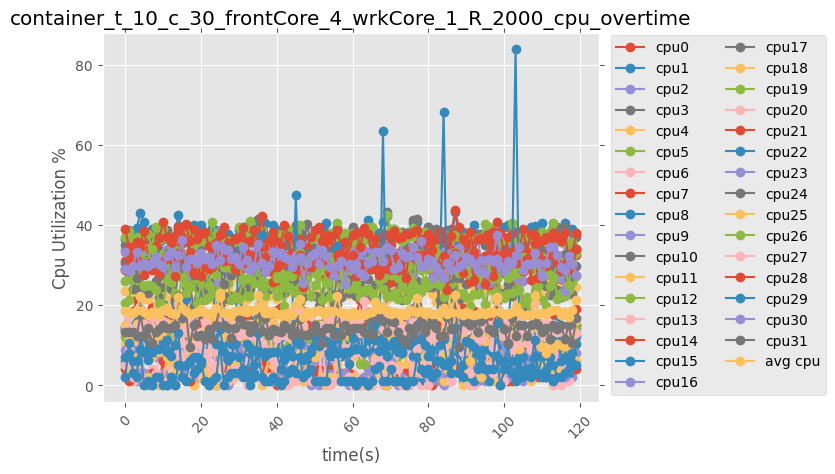 container_t_10_c_30_frontCore_4_wrkCore_1_R_2000_cpu_overtime
80
60
40
20
0
Cpu Utilization %
0 20 40 60 80 100 120
time(s)
cpu0
cpu1
cpu2
cpu3
cpu4
cpu5
cpu6
cpu7
cpu8
cpu9
cpu10
cpu11
cpu12
cpu13
cpu14
cpu15
cpu16
cpu17
cpu18
cpu19
cpu20
cpu21
cpu22
cpu23
cpu24
cpu25
cpu26
cpu27
cpu28
cpu29
cpu30
cpu31
avg cpu